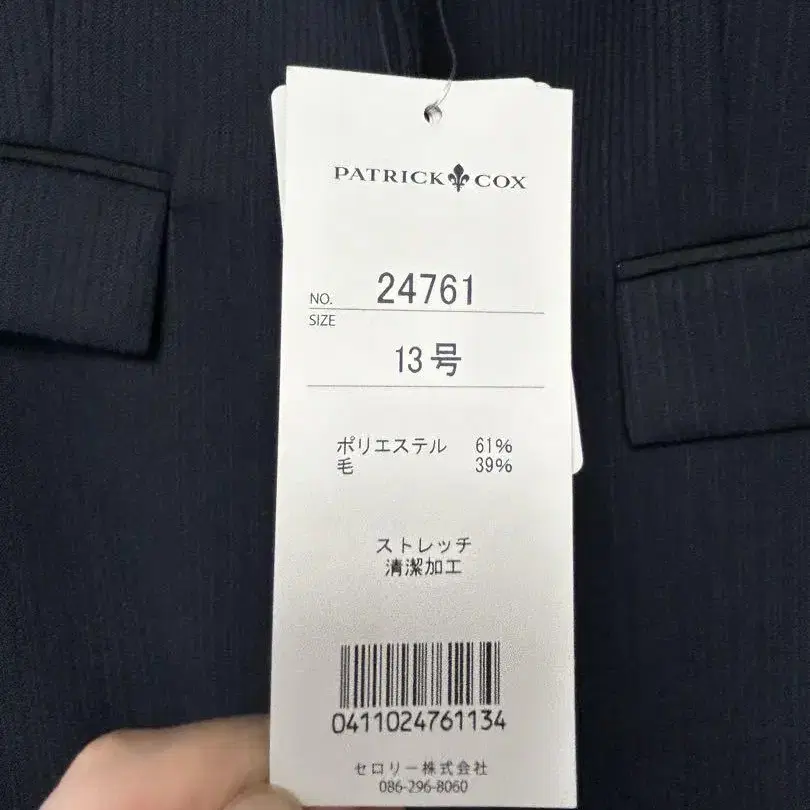 PATRICK COX
NO. 24761
SIZE
13号
ポリエステル 61%
毛 39%
ストレッチ
清潔加工
0411024761134
セロリー株式会社
086-296-8060